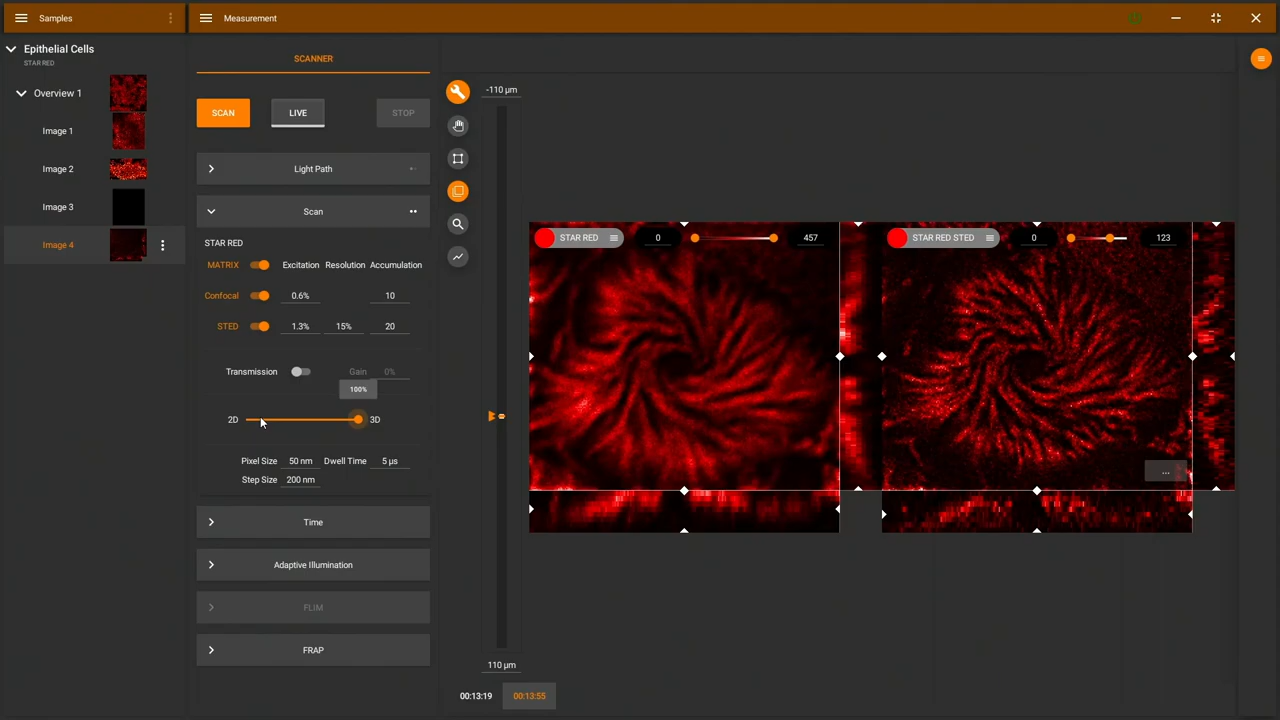 Samples
Measurement
Epithelial Cells
STAR RED
Overview 1
Image 1
Image 2
Image 3
Image 4
SCANNER
SCAN
LIVE
STOP
Light Path
Scan
STAR RED
MATRIX Excitation Resolution Accumulation
Confocal 0.6% 10
STED 1.3% 15% 20
Transmission Gain 0%
100%
2D 3D
Pixel Size 50 nm Dwell Time 5 µs
Step Size 200 nm
Time
Adaptive Illumination
FLIM
FRAP
-110 µm
110 µm
00:13:19 00:13:55
STAR RED 0 457
STAR RED STED 0 123
...